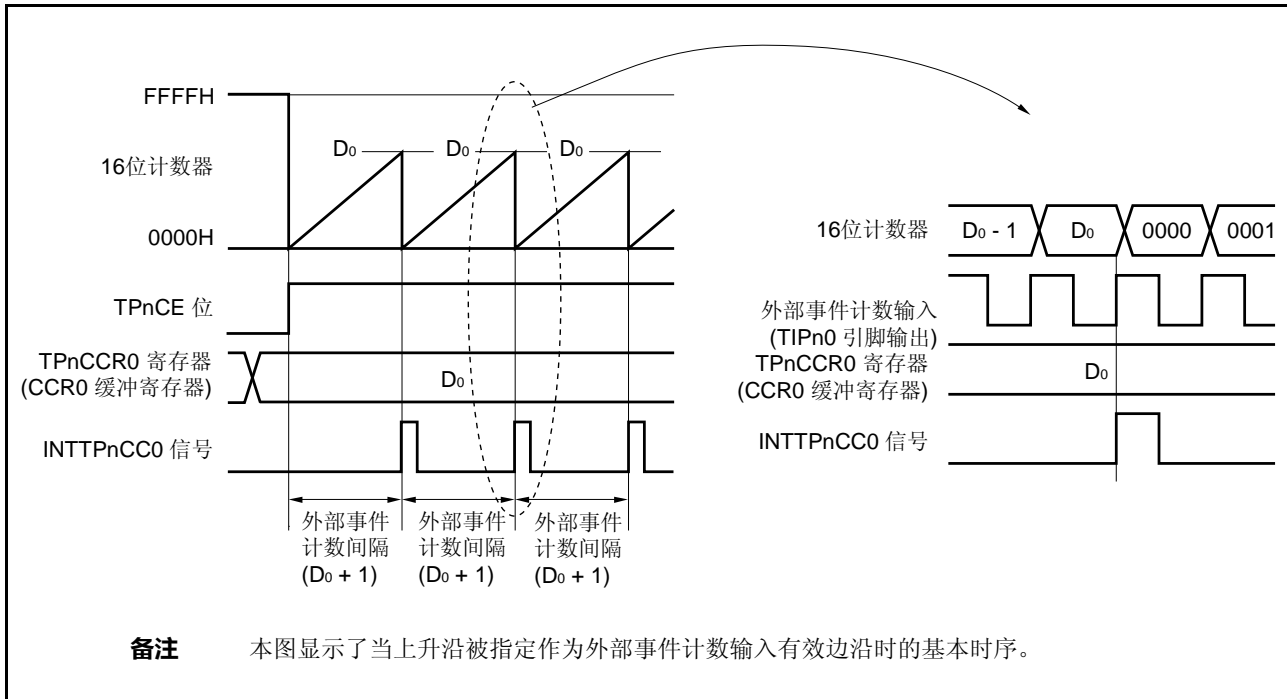 FFFFH
16位计数器
0000H
D0
D0
D0
TPnCE 位
TPnCCR0 寄存器
(CCR0 缓冲寄存器)
D0
INTTPnCC0 信号
外部事件
计数间隔
(D0 + 1)
外部事件
计数间隔
(D0 + 1)
外部事件
计数间隔
(D0 + 1)
16位计数器
D0 - 1
D0
0000
0001
外部事件计数输入
(TIPn0 引脚输出)
TPnCCR0 寄存器
(CCR0 缓冲寄存器)
D0
INTTPnCC0 信号
备注 本图显示了当上升沿被指定作为外部事件计数输入有效边沿时的基本时序。